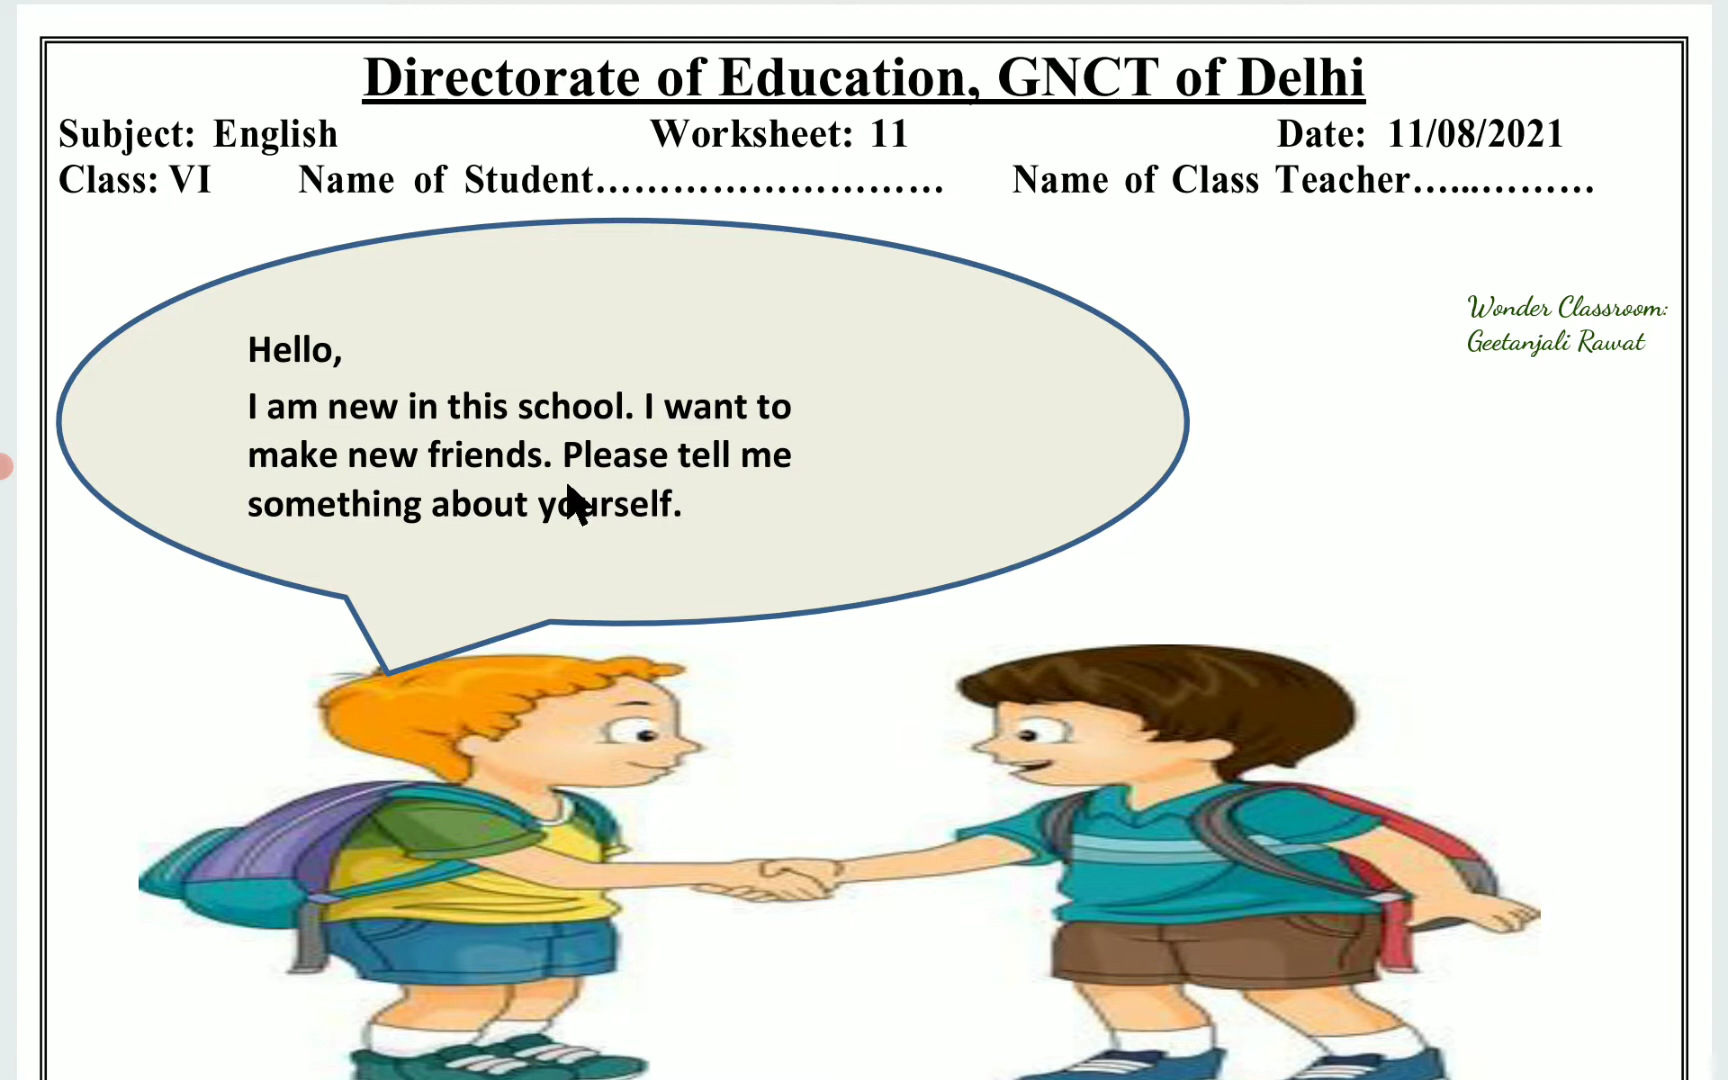 Directorate of Education, GNCT of Delhi
Subject: English Worksheet: 11 Date: 11/08/2021
Class: VI Name of Student………………………… Name of Class Teacher…...………
Wonder Classroom:
Geetanjali Rawat
Hello,
I am new in this school. I want to
make new friends. Please tell me
something about yourself.